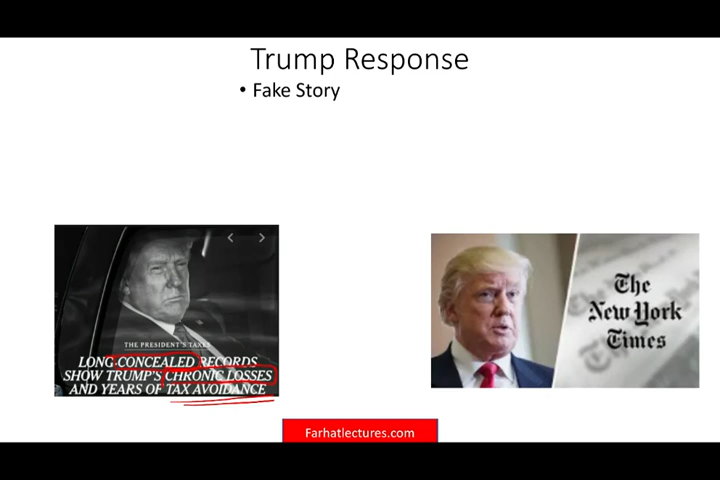 Trump Response
• Fake Story
THE PRESIDENT'S TAXES
LONG-CONCEALED RECORDS
SHOW TRUMP'S CHRONIC LOSSES
AND YEARS OF TAX AVOIDANCE
The
New York
Times
Farhatlectures.com